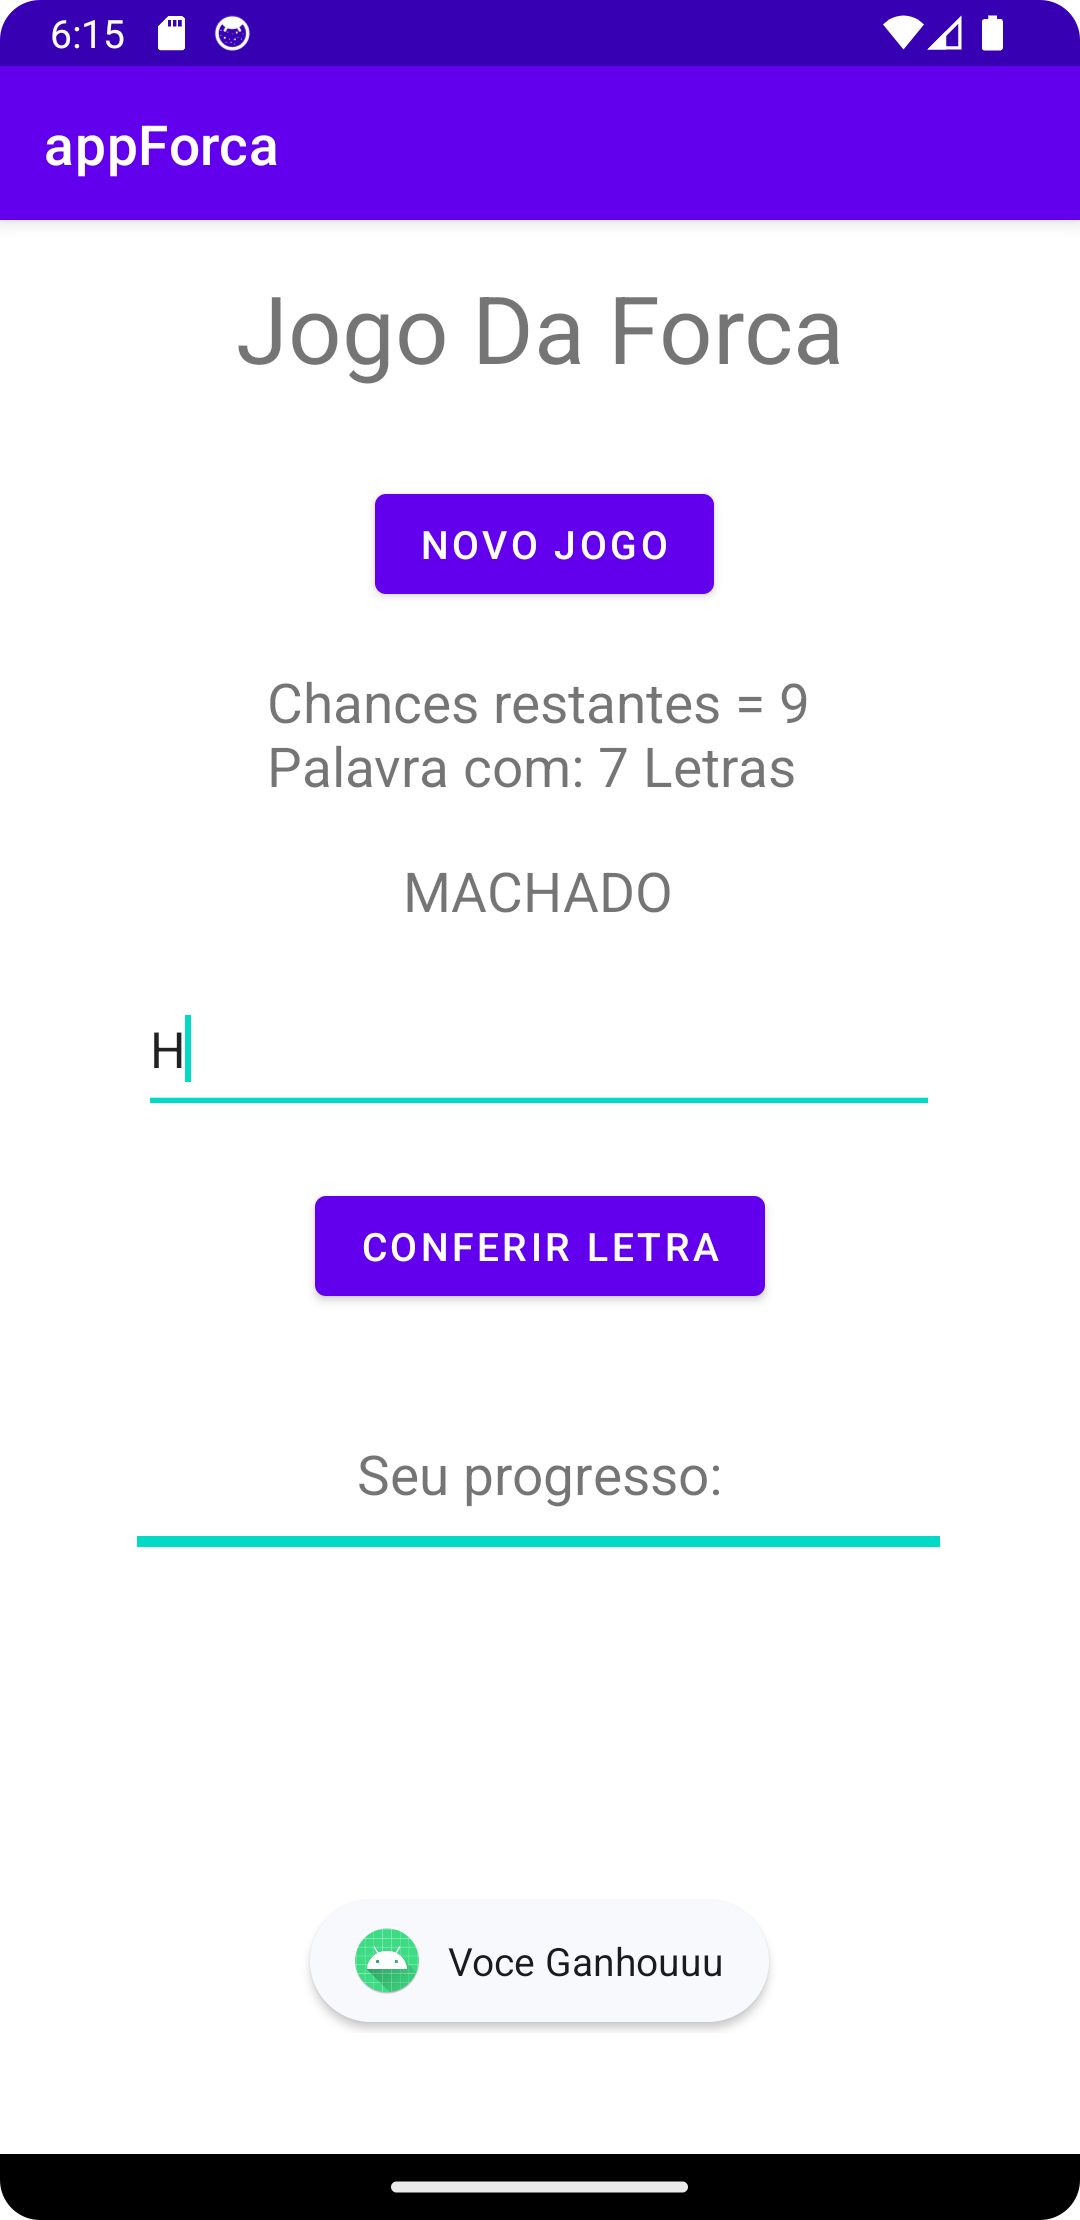 6:15
appForca
Jogo Da Forca
NOVO JOGO
Chances restantes = 9
Palavra com: 7 Letras
MACHADO
H
CONFERIR LETRA
Seu progresso:
Voce Ganhouuu